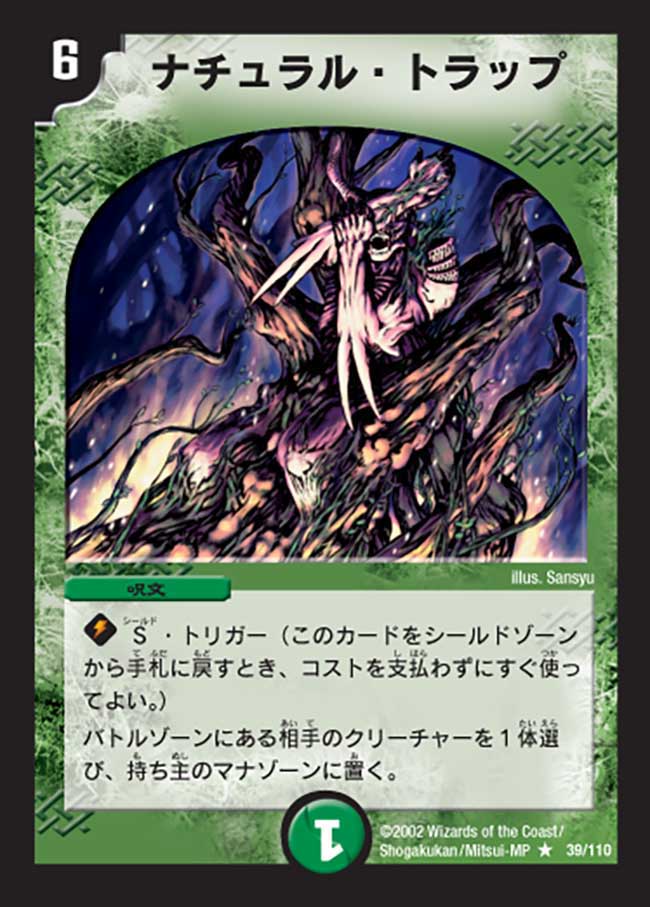 6
ナチュラル・トラップ
illus. Sansyu
呪文
S・トリガー（このカードをシールドゾーン
から手札に戻すとき、コストを支払わずにすぐ使っ
てよい。）
バトルゾーンにある相手のクリーチャーを1体選
び、持ち主のマナゾーンに置く。
1
©2002 Wizards of the Coast/
Shogakukan/Mitsui-MP ★ 39/110